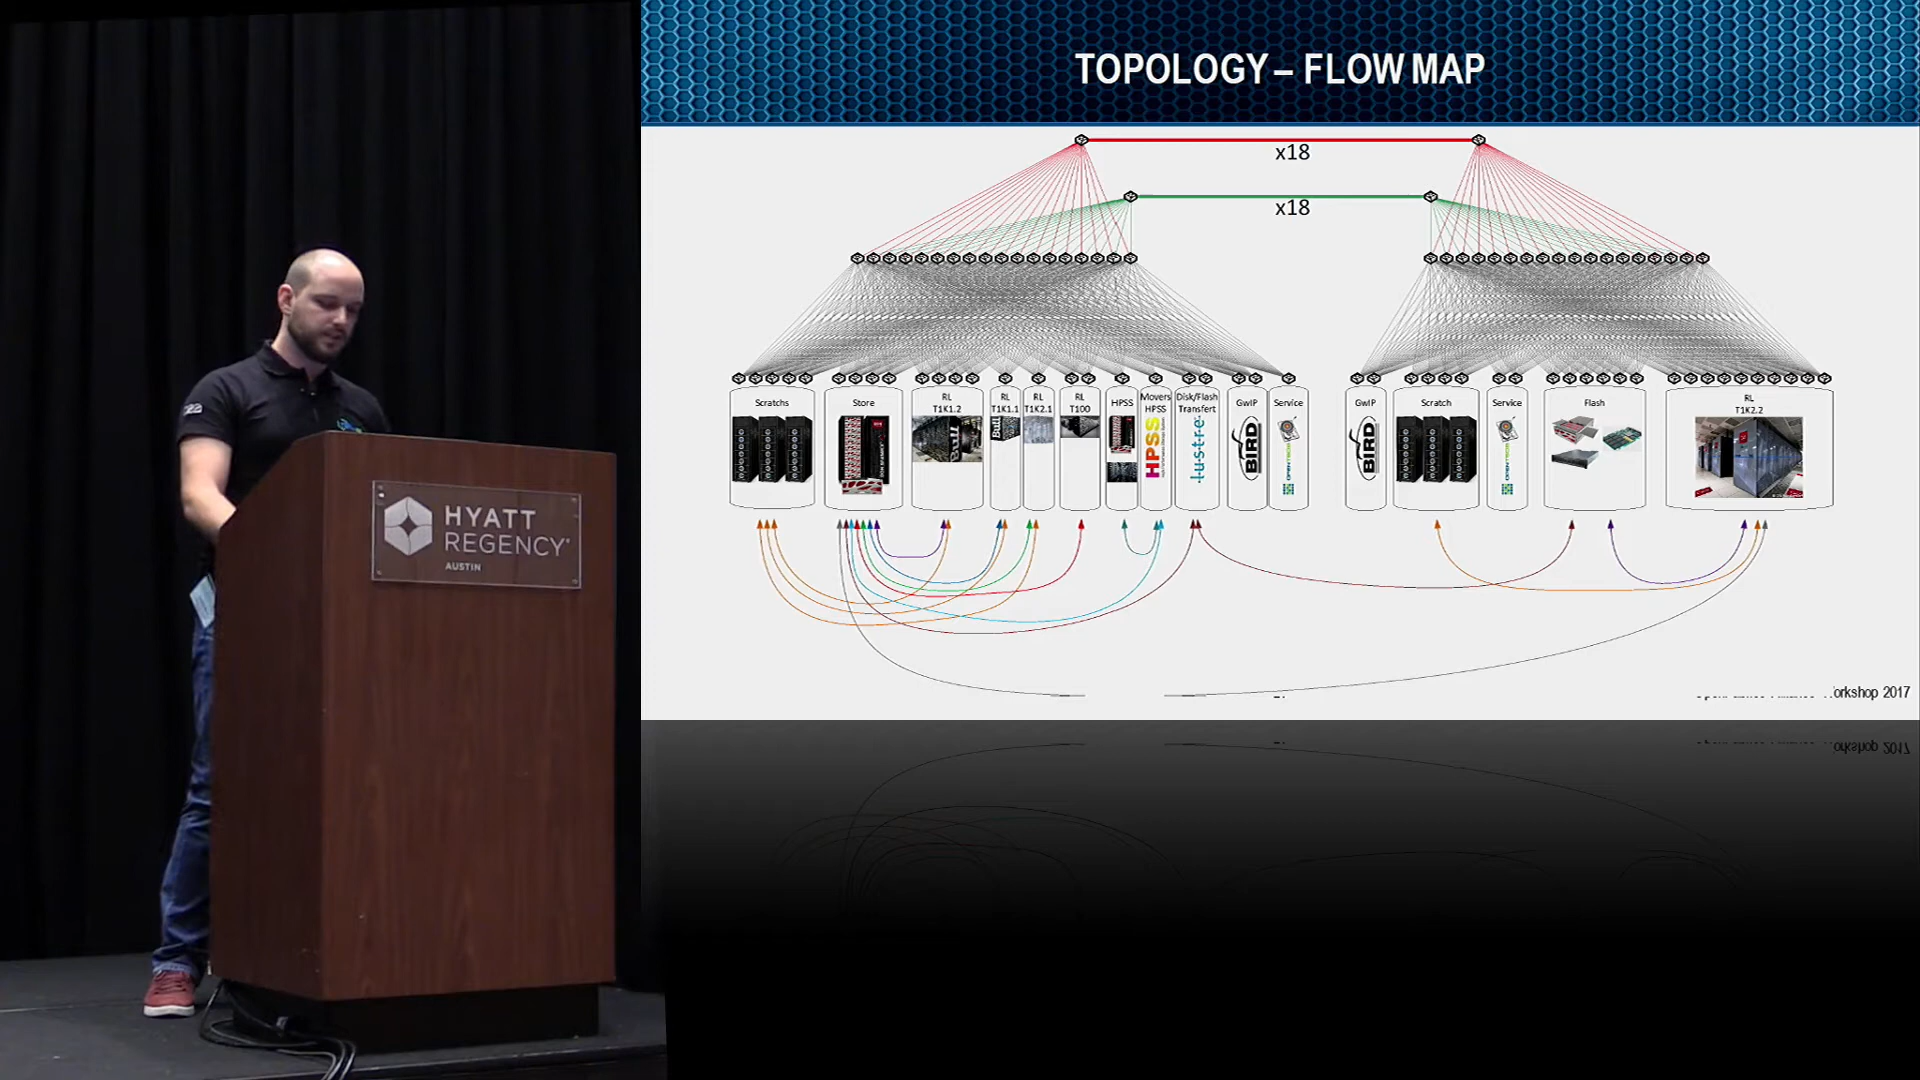 TOPOLOGY – FLOW MAP
x18
x18
Scratchs
Store
RL
T1K1.2
RL
T1K1.1
RL
T1K2.1
RL
T100
HPSS
Movers
HPSS
Disk/Flash
Transfert
GwIP
Service
GwIP
Scratch
Service
Flash
RL
T1K2.2
Bull
Bull
HPSS
lustre
BIRD
BIRD
orkshop 2017
HYATT
REGENCY
AUSTIN